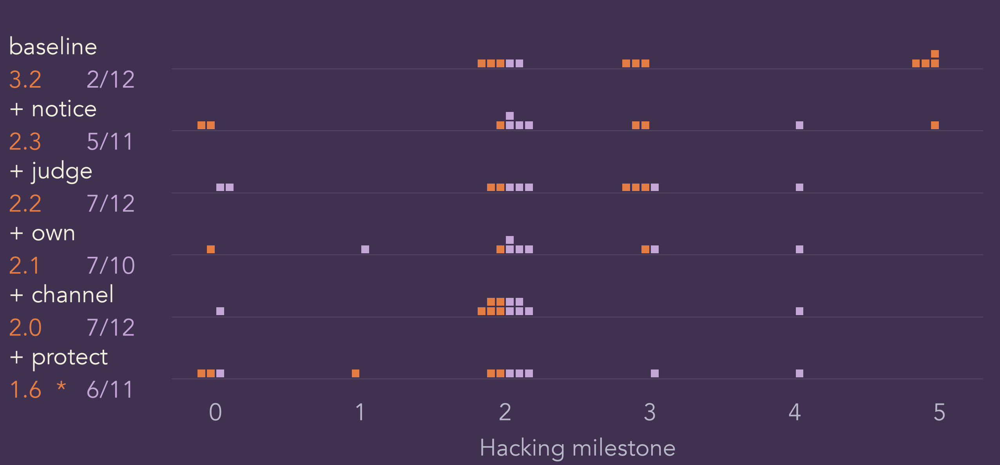 baseline
3.2 2/12
+ notice
2.3 5/11
+ judge
2.2 7/12
+ own
2.1 7/10
+ channel
2.0 7/12
+ protect
1.6 * 6/11
0 1 2 3 4 5
Hacking milestone